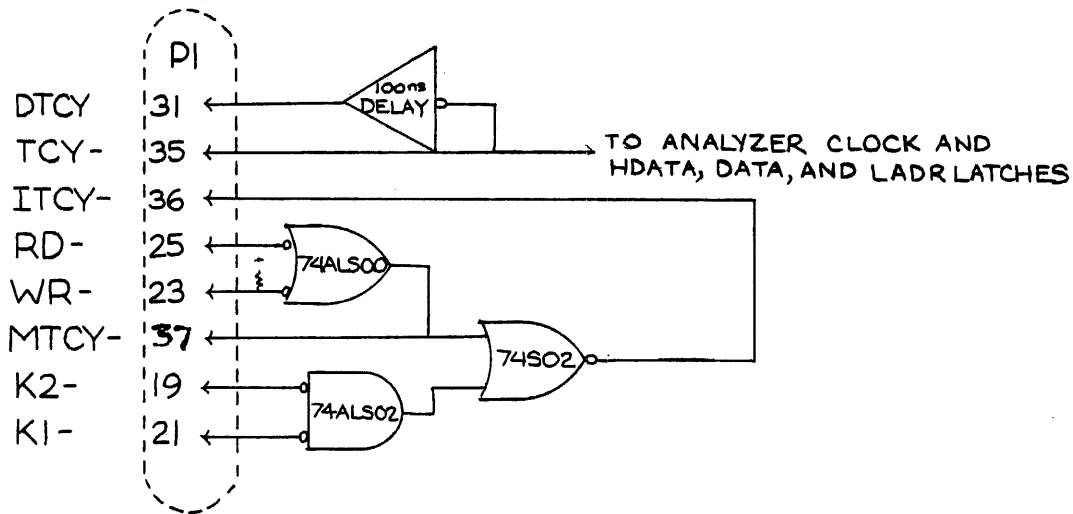 P1
100ns
DELAY
DTCY 31
TCY- 35
TO ANALYZER CLOCK AND
HDATA, DATA, AND LADR LATCHES
ITCY- 36
RD- 25
74ALS00
WR- 23
MTCY- 37
74S02
K2- 19
74ALS02
K1- 21